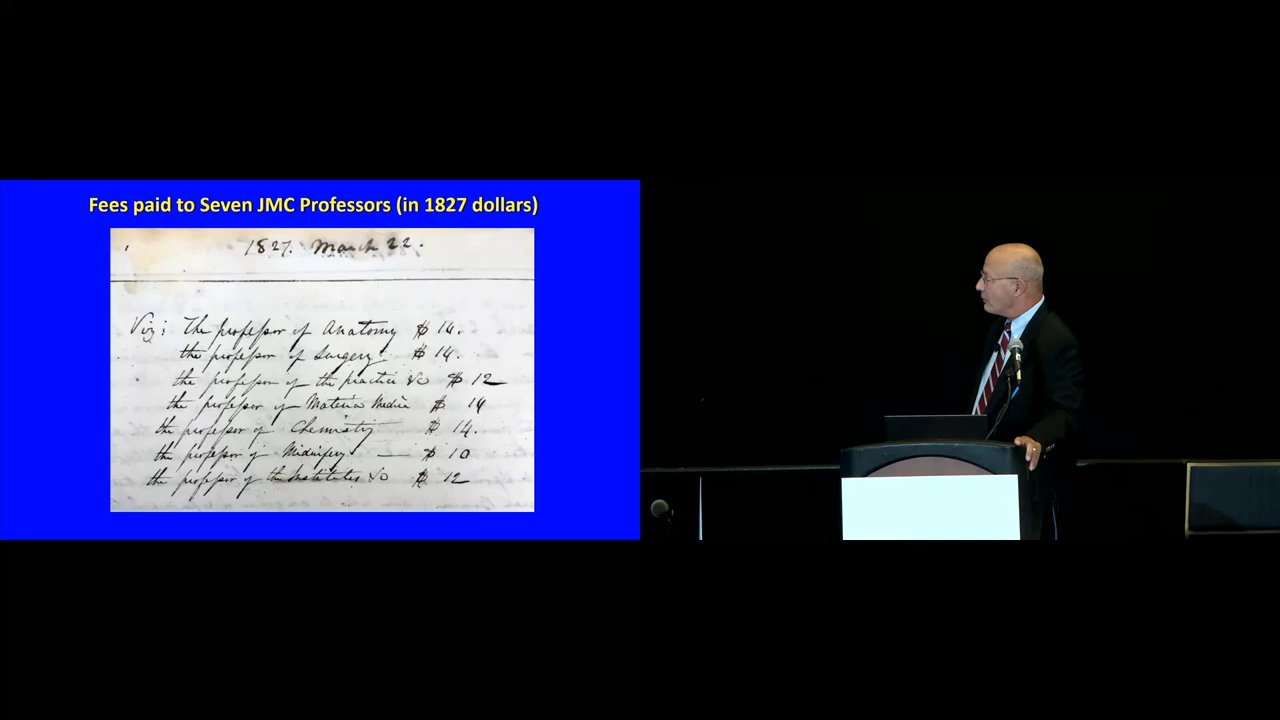 Fees paid to Seven JMC Professors (in 1827 dollars)
1827. March 22.
Viz: The professor of Anatomy $ 14.
the professor of Surgery $ 14.
the professor of the practice &c $ 12
the professor of Materia Medica $ 14
the professor of Chemistry $ 14.
the professor of Midwifery — $ 10
the professor of the Institutes &c $ 12